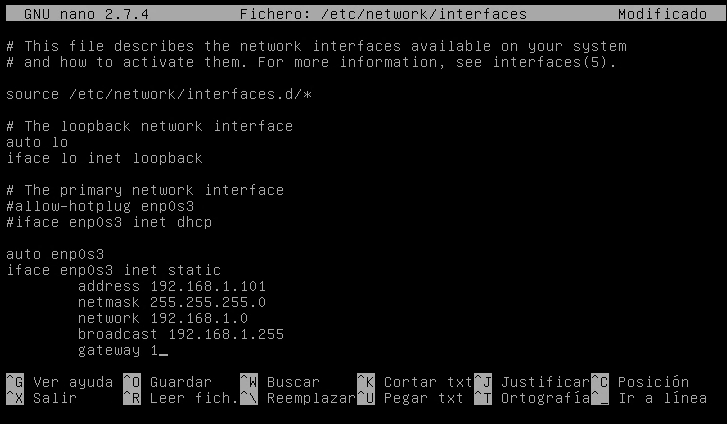 GNU nano 2.7.4 Fichero: /etc/network/interfaces Modificado
# This file describes the network interfaces available on your system
# and how to activate them. For more information, see interfaces(5).
source /etc/network/interfaces.d/*
# The loopback network interface
auto lo
iface lo inet loopback
# The primary network interface
#allow-hotplug enp0s3
#iface enp0s3 inet dhcp
auto enp0s3
iface enp0s3 inet static
address 192.168.1.101
netmask 255.255.255.0
network 192.168.1.0
broadcast 192.168.1.255
gateway 1_
^G Ver ayuda ^O Guardar ^W Buscar ^K Cortar txt ^J Justificar ^C Posición
^X Salir ^R Leer fich. ^\ Reemplazar ^U Pegar txt ^T Ortografía ^_ Ir a línea